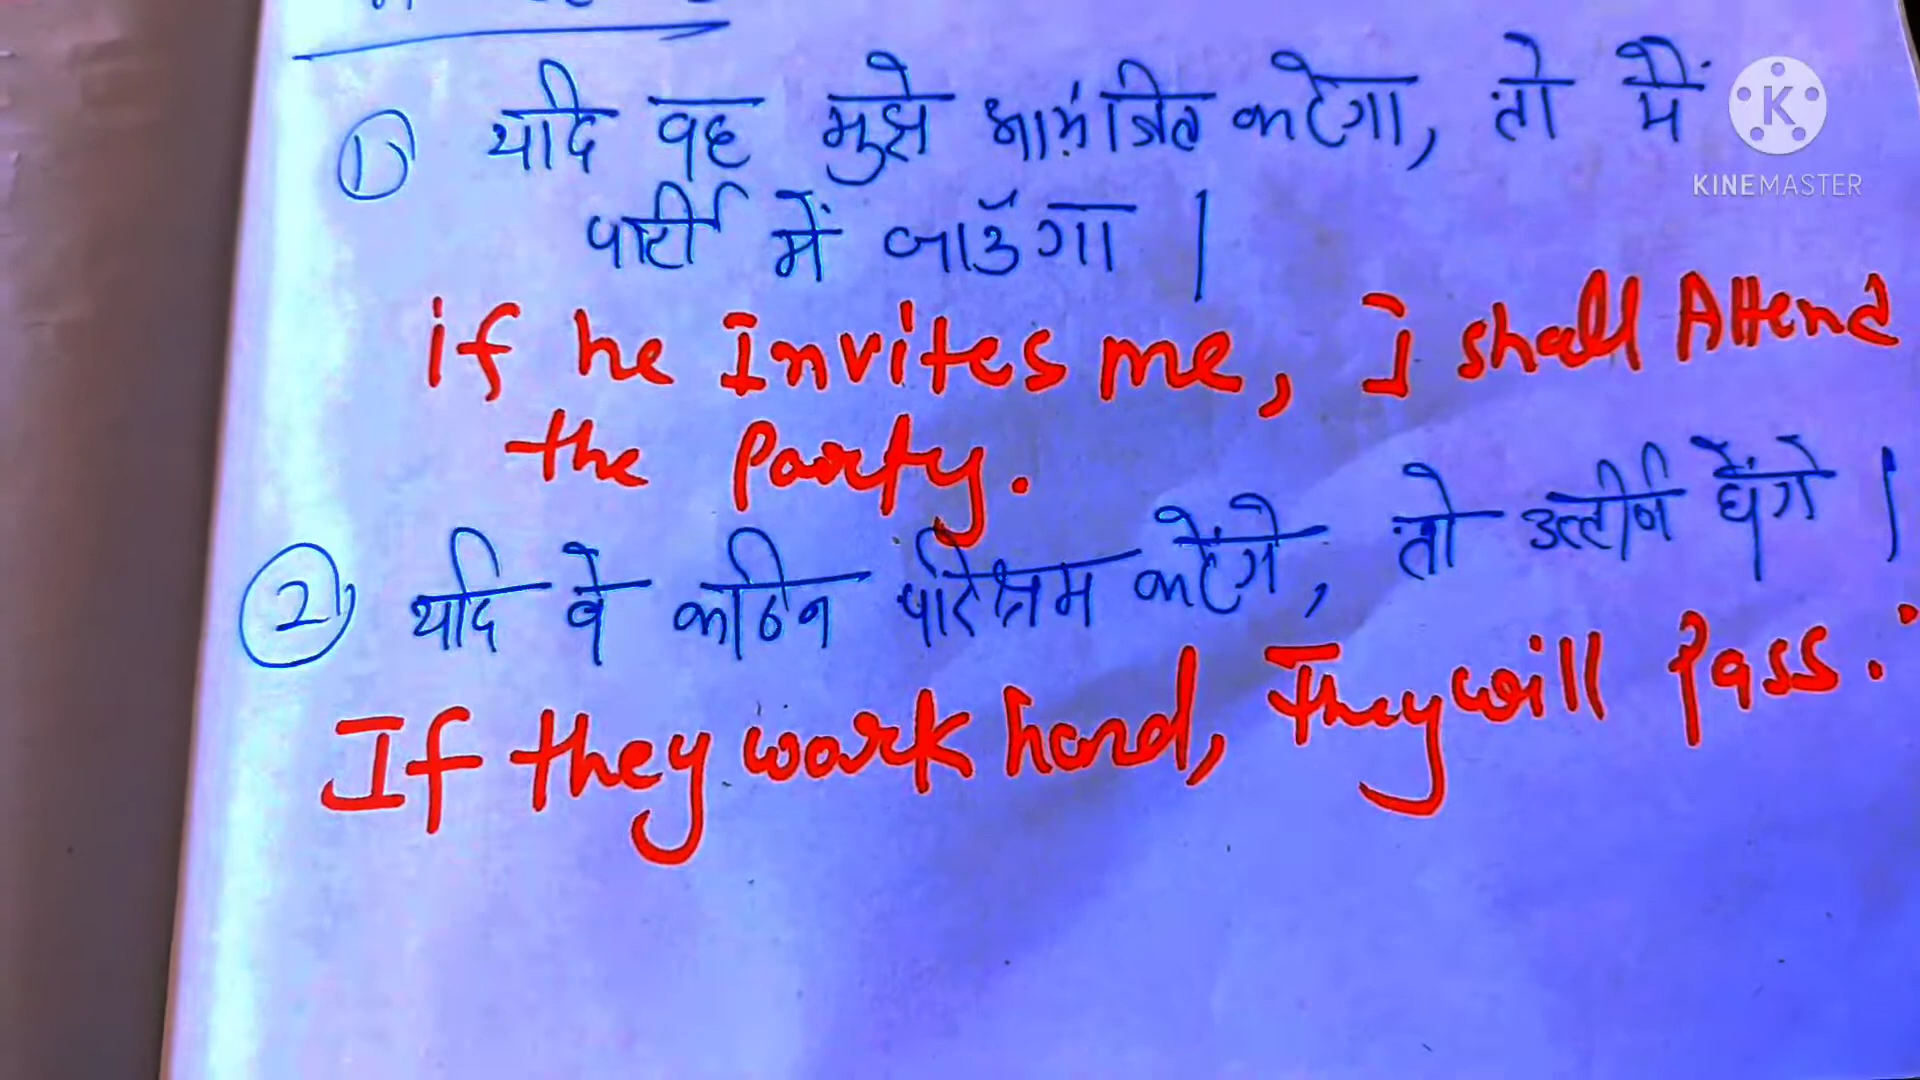 ① यदि वह मुझे आमंत्रित करेगा, तो मैं
पार्टी में जाउँगा |
KINEMASTER
if he Invites me, I shall Attend
the Party.
② यदि वे कठिन परिश्रम करेंगे, तो उत्तीर्ण होंगे |
If they work hard, They will Pass.